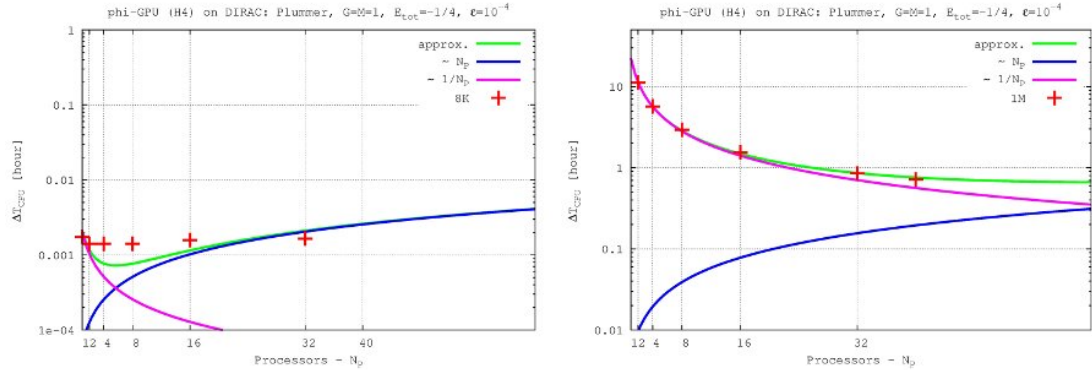 phi-GPU (H4) on DIRAC: Plummer, G=M=1, E_tot=-1/4, ε=10^-4
1
0.1
0.01
0.001
1e-04
ΔT_CPU [hour]
approx.
~ N_P
~ 1/N_P
8K
1 2 4 8 16 32 40
Processors - N_P
phi-GPU (H4) on DIRAC: Plummer, G=M=1, E_tot=-1/4, ε=10^-4
10
1
0.1
0.01
ΔT_CPU [hour]
approx.
~ N_P
~ 1/N_P
1M
1 2 4 8 16 32
Processors - N_P